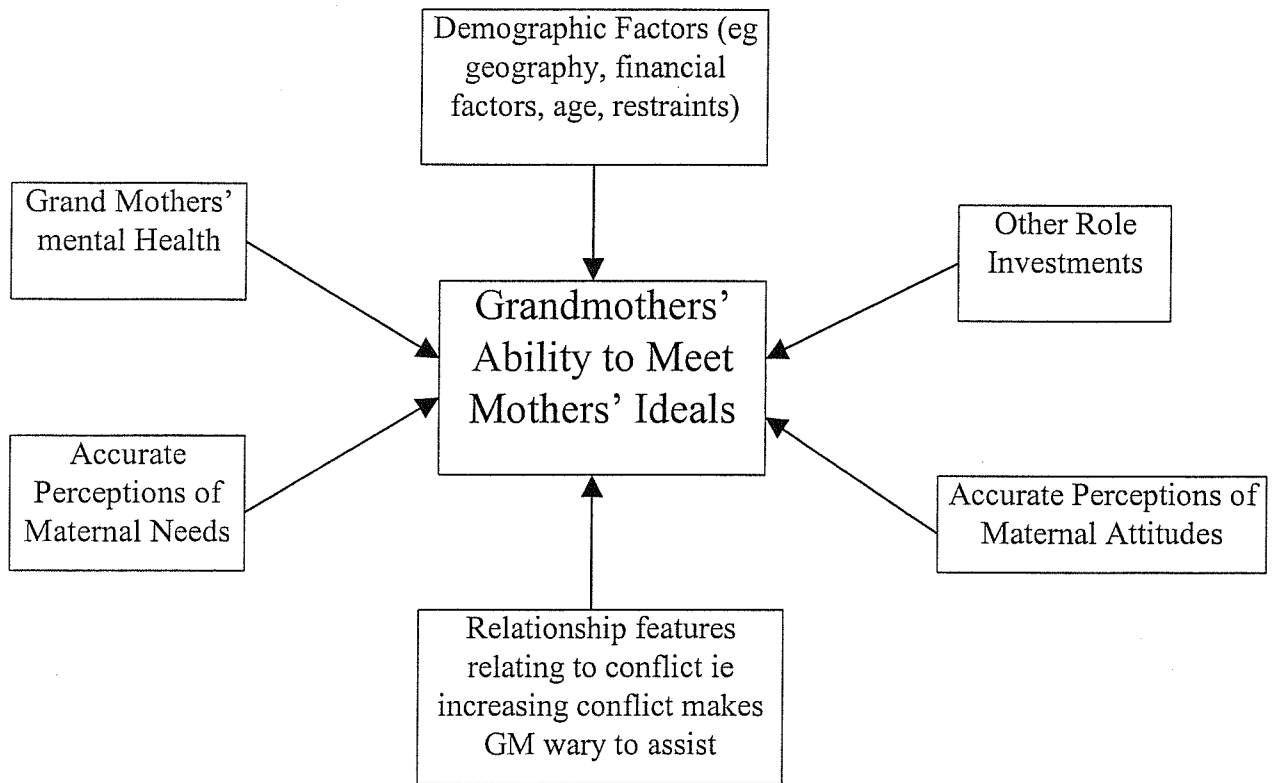 Demographic Factors (eg
geography, financial
factors, age, restraints)
Grand Mothers’
mental Health
Other Role
Investments
Grandmothers’
Ability to Meet
Mothers’ Ideals
Accurate
Perceptions of
Maternal Needs
Accurate Perceptions of
Maternal Attitudes
Relationship features
relating to conflict ie
increasing conflict makes
GM wary to assist